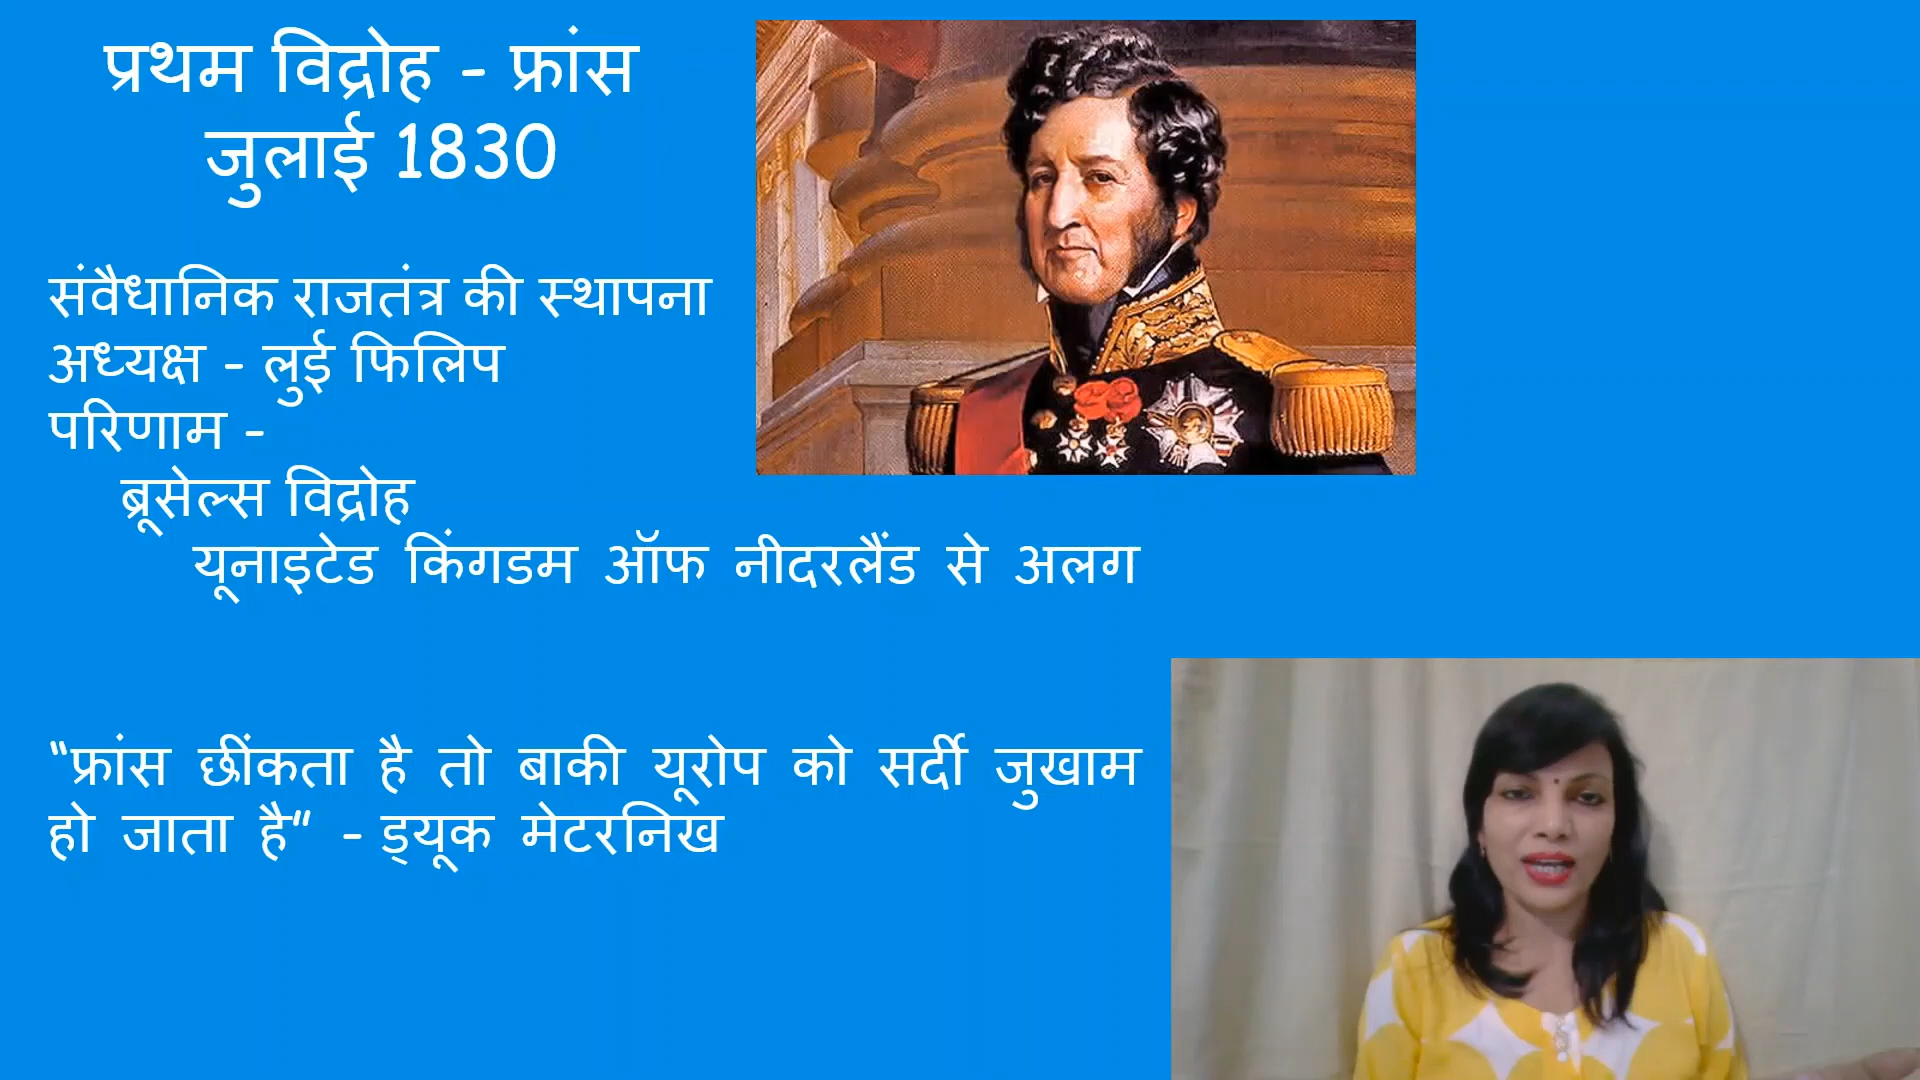 प्रथम विद्रोह - फ्रांस
जुलाई 1830
संवैधानिक राजतंत्र की स्थापना
अध्यक्ष - लुई फिलिप
परिणाम -
ब्रूसेल्स विद्रोह
यूनाइटेड किंगडम ऑफ नीदरलैंड से अलग
“फ्रांस छींकता है तो बाकी यूरोप को सर्दी जुखाम
हो जाता है” - ड्यूक मेटरनिख